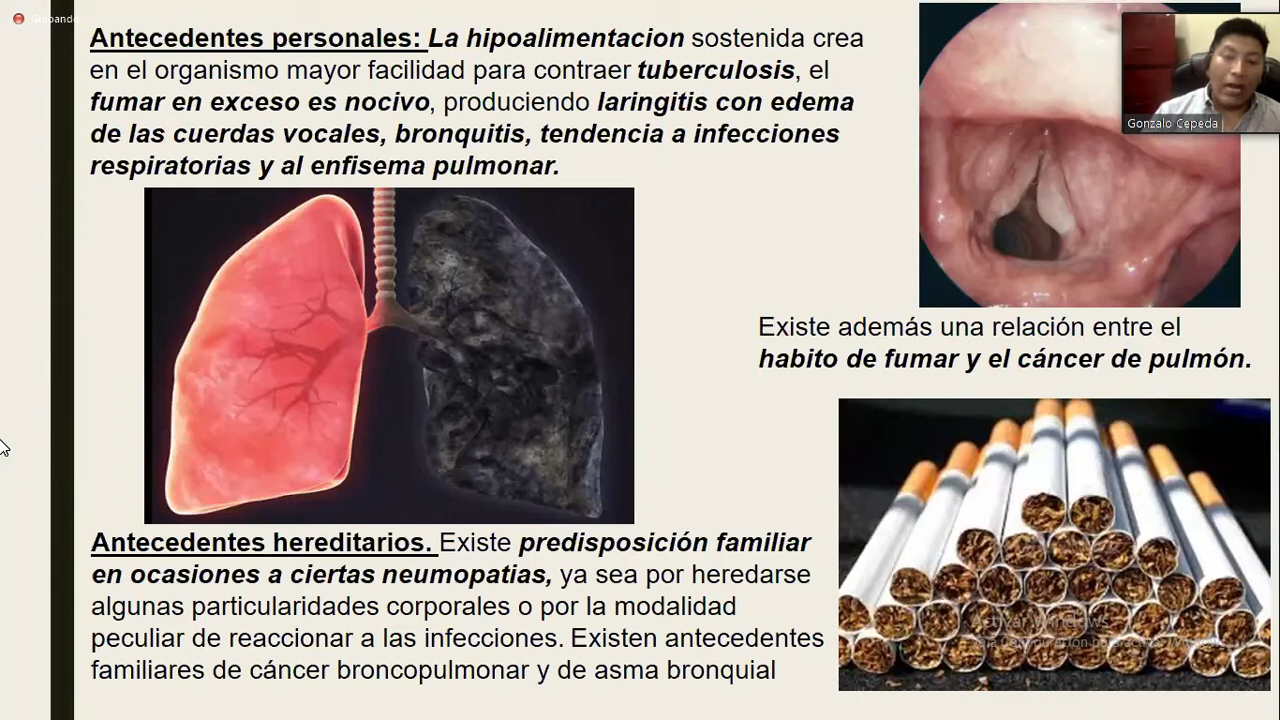 Grabando
Antecedentes personales: La hipoalimentacion sostenida crea
en el organismo mayor facilidad para contraer tuberculosis, el
fumar en exceso es nocivo, produciendo laringitis con edema
de las cuerdas vocales, bronquitis, tendencia a infecciones
respiratorias y al enfisema pulmonar.
Gonzalo Cepeda
Existe además una relación entre el
habito de fumar y el cáncer de pulmón.
Antecedentes hereditarios. Existe predisposición familiar
en ocasiones a ciertas neumopatias, ya sea por heredarse
algunas particularidades corporales o por la modalidad
peculiar de reaccionar a las infecciones. Existen antecedentes
familiares de cáncer broncopulmonar y de asma bronquial
Activar Windows